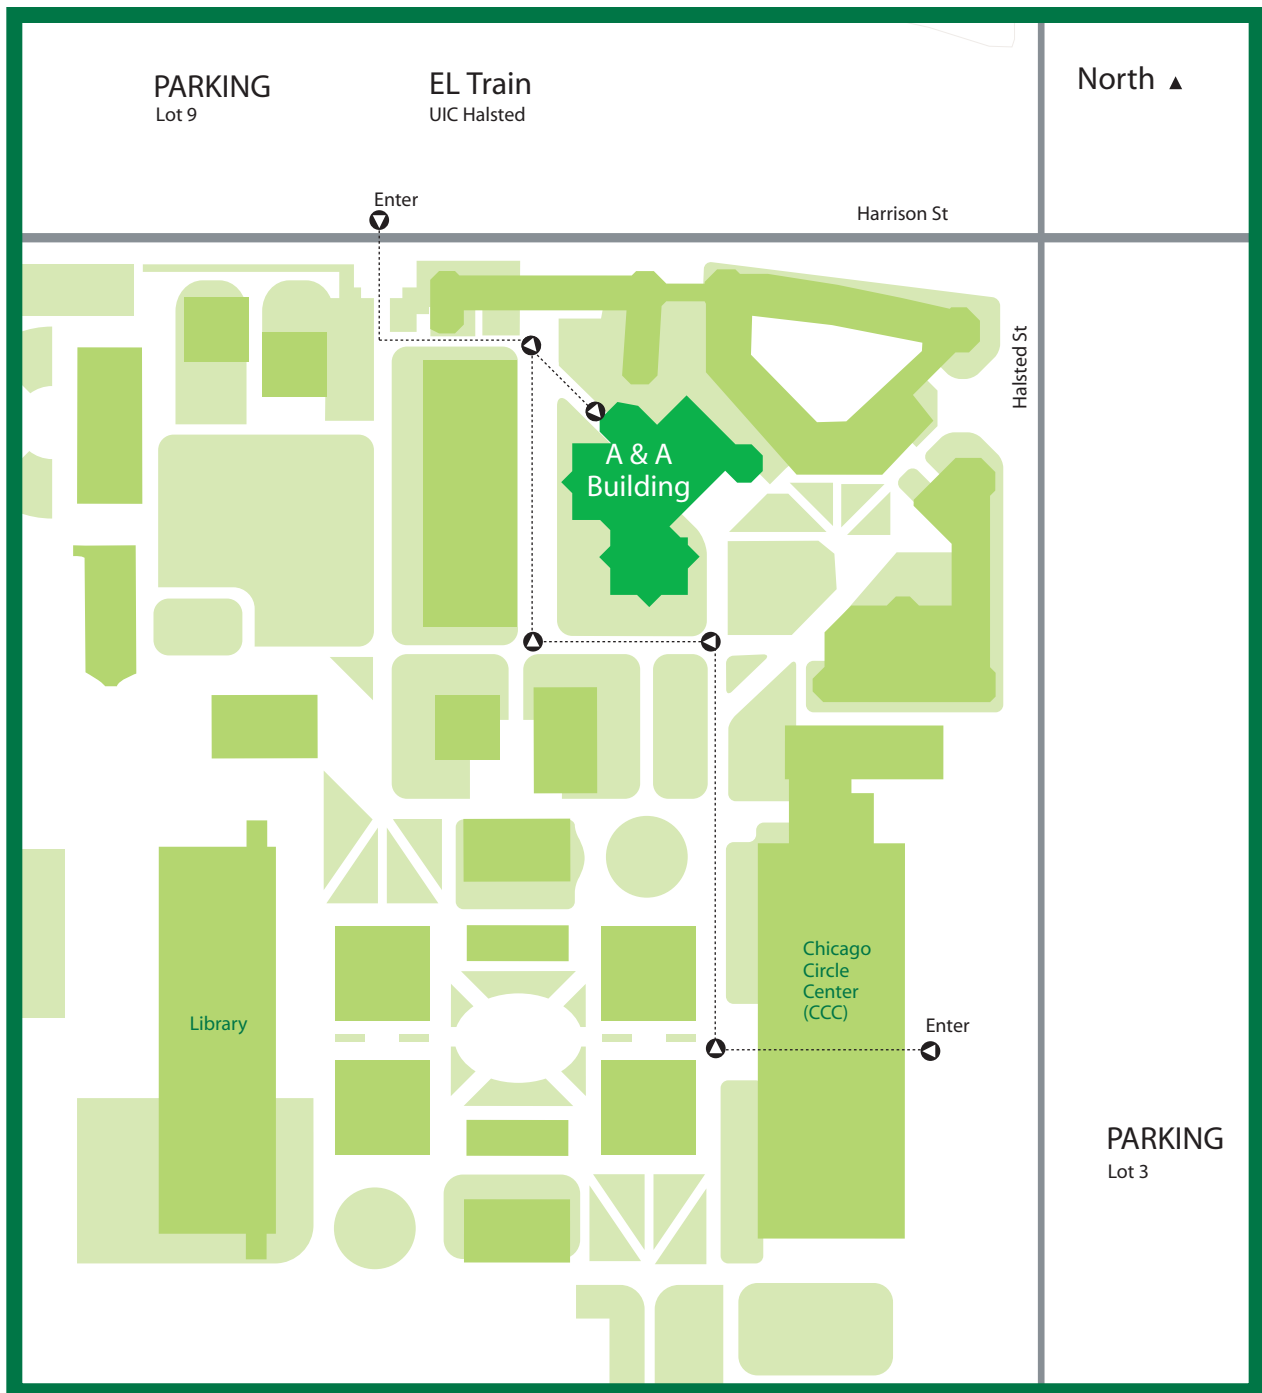 PARKING
Lot 9
EL Train
UIC Halsted
North
Enter
Harrison St
Halsted St
A & A
Building
Chicago
Circle
Center
(CCC)
Library
Enter
PARKING
Lot 3